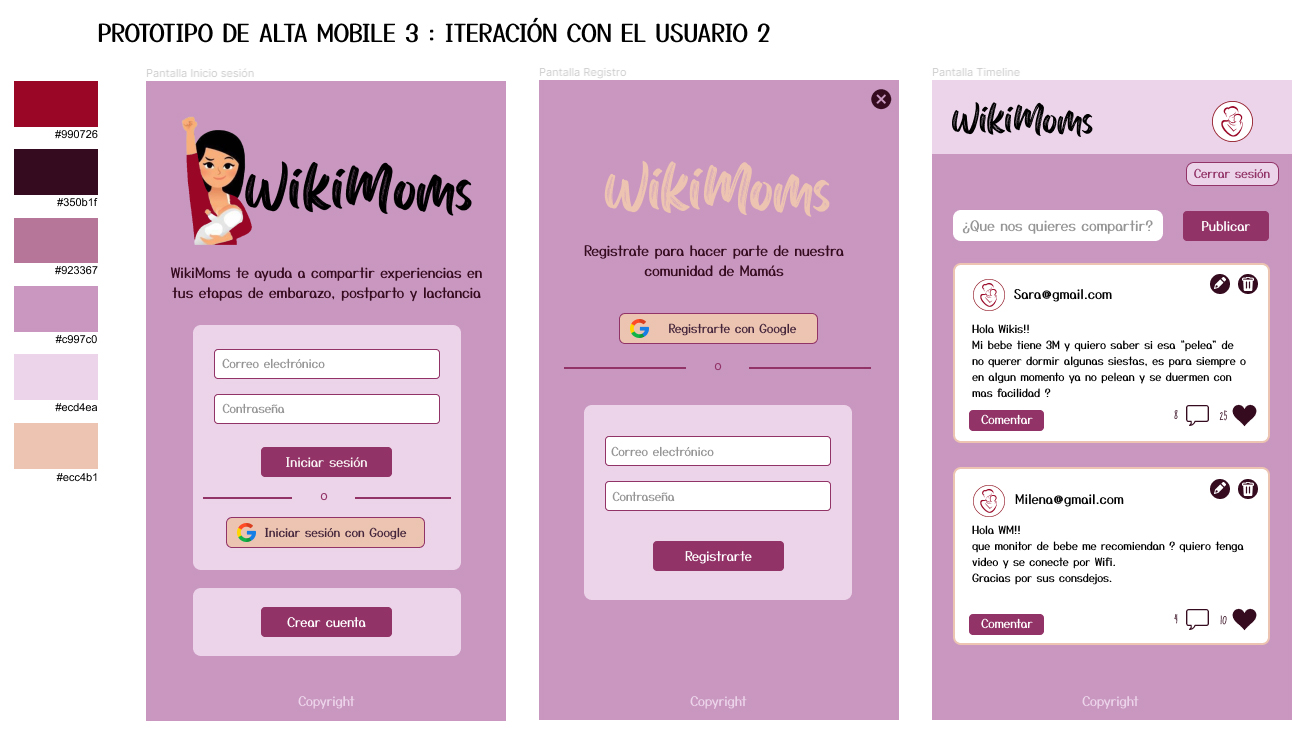 PROTOTIPO DE ALTA MOBILE 3 : ITERACIÓN CON EL USUARIO 2
#990726
#350b1f
#923367
#c997c0
#ecd4ea
#ecc4b1
Pantalla Inicio sesión
WikiMoms
WikiMoms te ayuda a compartir experiencias en
tus etapas de embarazo, postparto y lactancia
Correo electrónico
Contraseña
Iniciar sesión
o
Iniciar sesión con Google
Crear cuenta
Copyright
Pantalla Registro
WikiMoms
Registrate para hacer parte de nuestra
comunidad de Mamás
Registrarte con Google
o
Correo electrónico
Contraseña
Registrarte
Copyright
Pantalla Timeline
WikiMoms
Cerrar sesión
¿Que nos quieres compartir?
Publicar
Sara@gmail.com
Hola Wikis!!
Mi bebe tiene 3M y quiero saber si esa "pelea" de
no querer dormir algunas siestas, es para siempre o
en algun momento ya no pelean y se duermen con
mas facilidad ?
Comentar
8
25
Milena@gmail.com
Hola WM!!
que monitor de bebe me recomiendan ? quiero tenga
video y se conecte por Wifi.
Gracias por sus consdejos.
Comentar
4
10
Copyright